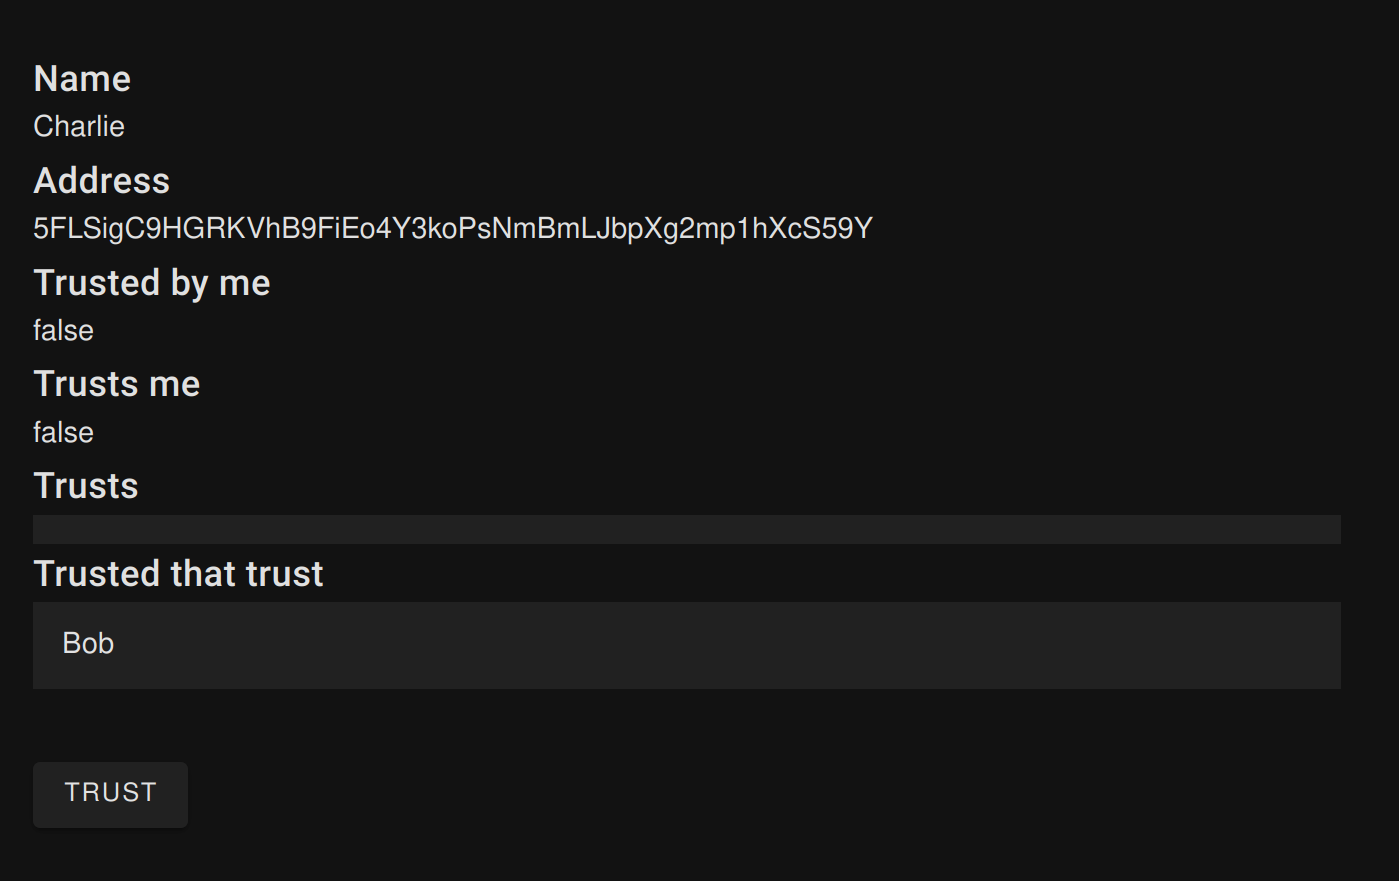 Name
Charlie
Address
5FLSigC9HGRKVhB9FiEo4Y3koPsNmBmLJbpXg2mp1hXcS59Y
Trusted by me
false
Trusts me
false
Trusts
Trusted that trust
Bob
TRUST